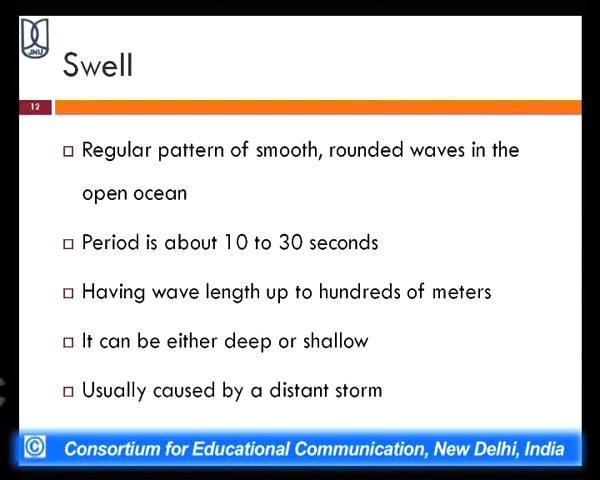 JNU
Swell
12
Regular pattern of smooth, rounded waves in the
open ocean
Period is about 10 to 30 seconds
Having wave length up to hundreds of meters
It can be either deep or shallow
Usually caused by a distant storm
© Consortium for Educational Communication, New Delhi, India